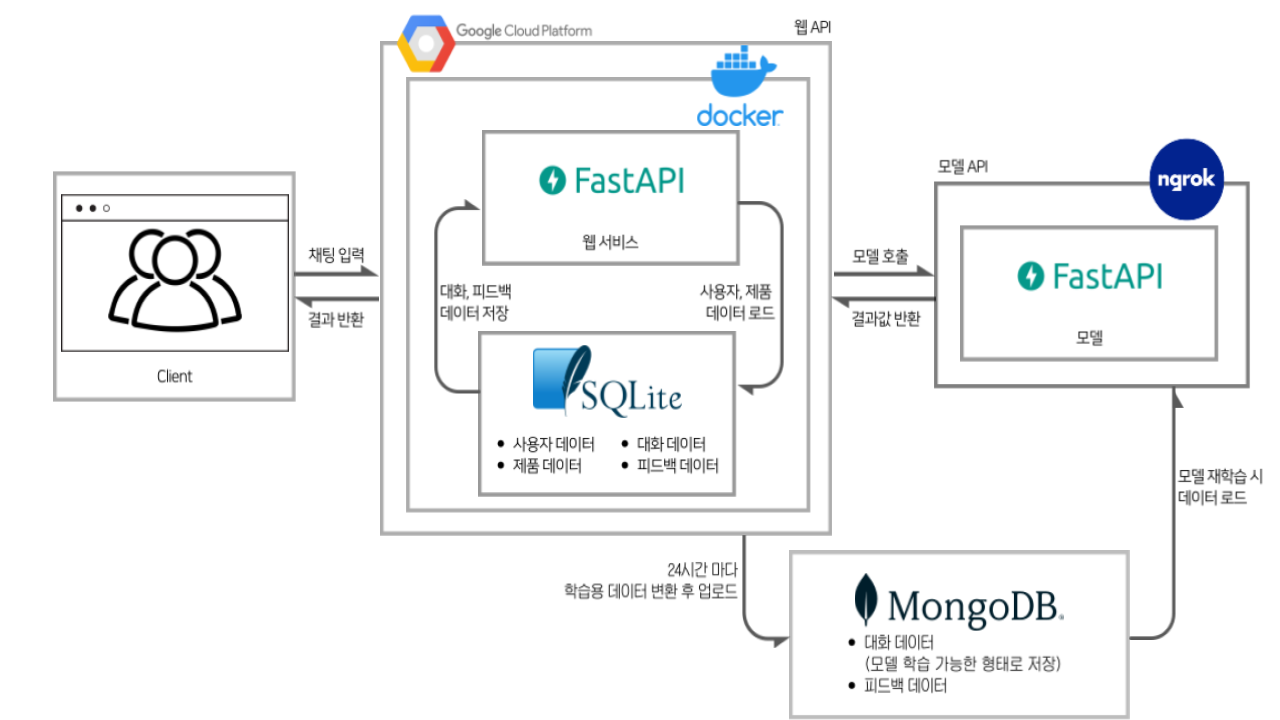 Google Cloud Platform
웹 API
docker
FastAPI
웹 서비스
모델 API
ngrok
FastAPI
모델
채팅 입력
결과 반환
Client
대화, 피드백
데이터 저장
사용자, 제품
데이터 로드
모델 호출
결과값 반환
SQLite
• 사용자 데이터
• 제품 데이터
• 대화 데이터
• 피드백 데이터
모델 재학습 시
데이터 로드
24시간 마다
학습용 데이터 변환 후 업로드
MongoDB®
• 대화 데이터
(모델 학습 가능한 형태로 저장)
• 피드백 데이터